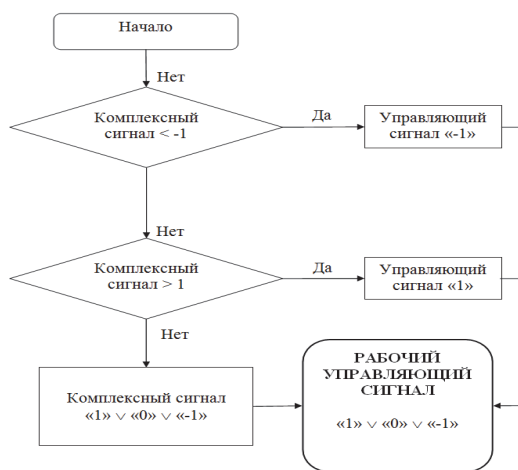 Начало
Нет
Комплексный
сигнал < -1
Да
Управляющий
сигнал «-1»
Нет
Комплексный
сигнал > 1
Да
Управляющий
сигнал «1»
Нет
Комплексный сигнал
«1» ∨ «0» ∨ «-1»
РАБОЧИЙ
УПРАВЛЯЮЩИЙ
СИГНАЛ
«1» ∨ «0» ∨ «-1»